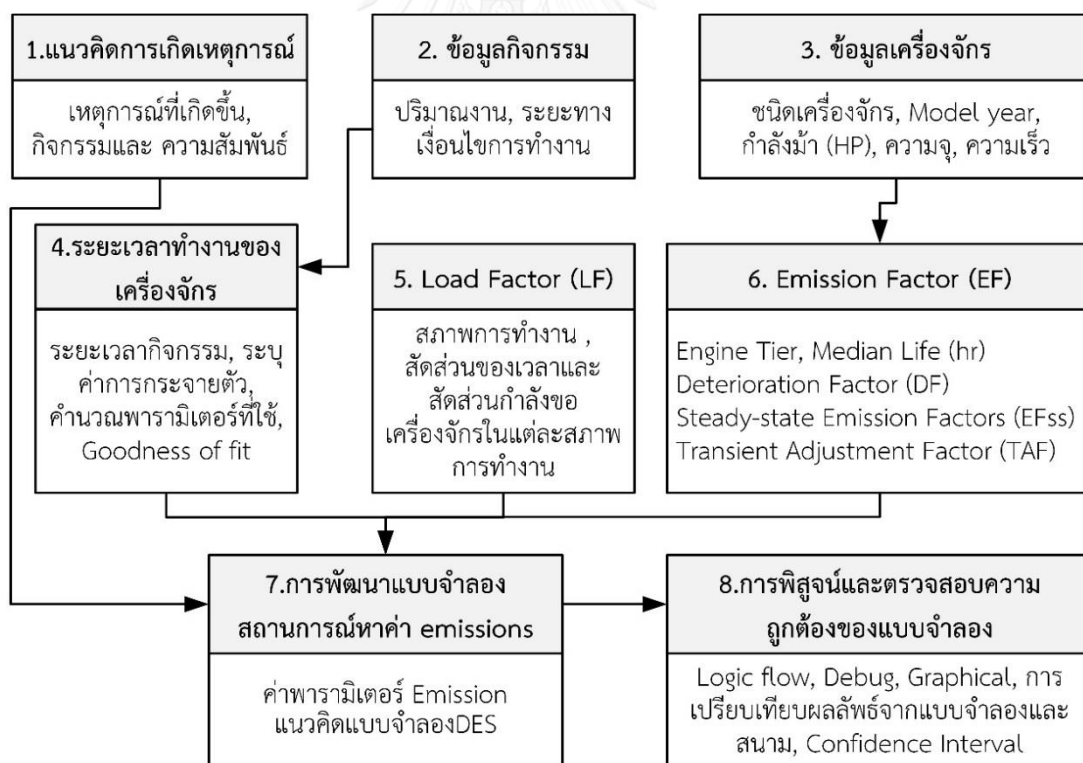 1.แนวคิดการเกิดเหตุการณ์
เหตุการณ์ที่เกิดขึ้น,
กิจกรรมและ ความสัมพันธ์
2. ข้อมูลกิจกรรม
ปริมาณงาน, ระยะทาง
เงื่อนไขการทำงาน
3. ข้อมูลเครื่องจักร
ชนิดเครื่องจักร, Model year,
กำลังม้า (HP), ความจุ, ความเร็ว
4.ระยะเวลาทำงานของ
เครื่องจักร
ระยะเวลากิจกรรม, ระบุ
ค่าการกระจายตัว,
คำนวณพารามิเตอร์ที่ใช้,
Goodness of fit
5. Load Factor (LF)
สภาพการทำงาน ,
สัดส่วนของเวลาและ
สัดส่วนกำลังขอ
เครื่องจักรในแต่ละสภาพ
การทำงาน
6. Emission Factor (EF)
Engine Tier, Median Life (hr)
Deterioration Factor (DF)
Steady-state Emission Factors (EFss)
Transient Adjustment Factor (TAF)
7.การพัฒนาแบบจำลอง
สถานการณ์หาค่า emissions
ค่าพารามิเตอร์ Emission
แนวคิดแบบจำลองDES
8.การพิสูจน์และตรวจสอบความ
ถูกต้องของแบบจำลอง
Logic flow, Debug, Graphical, การ
เปรียบเทียบผลลัพธ์จากแบบจำลองและ
สนาม, Confidence Interval